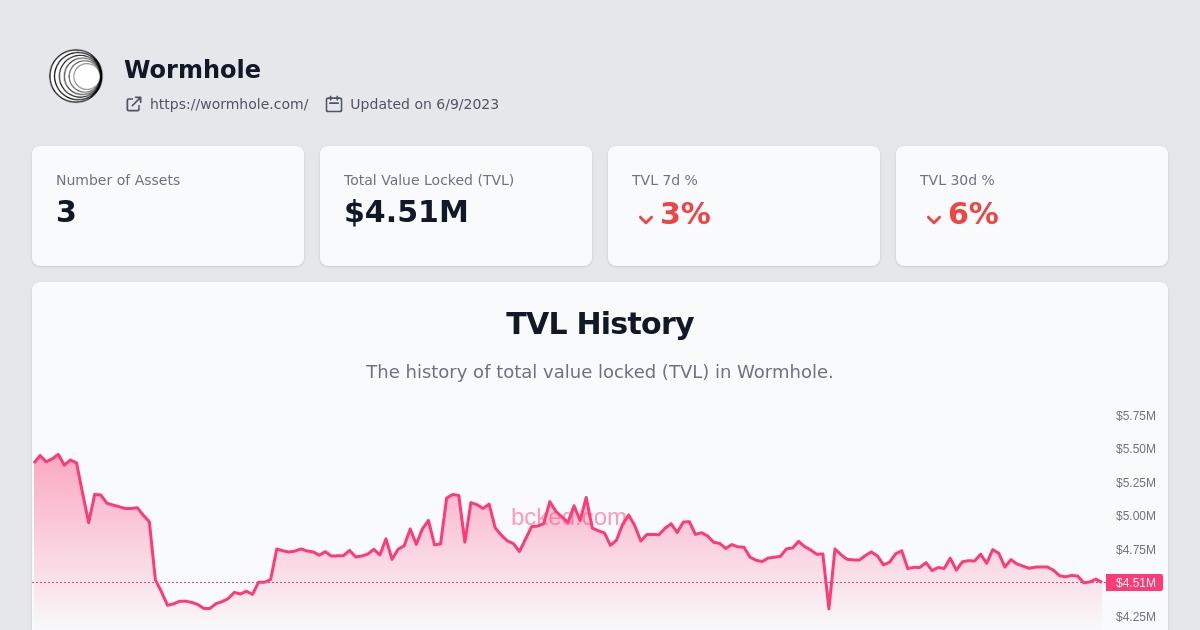 Wormhole
https://wormhole.com/ Updated on 6/9/2023
Number of Assets
3
Total Value Locked (TVL)
$4.51M
TVL 7d %
3%
TVL 30d %
6%
TVL History
The history of total value locked (TVL) in Wormhole.
$5.75M
$5.50M
$5.25M
$5.00M
bcked.com
$4.75M
$4.51M
$4.25M